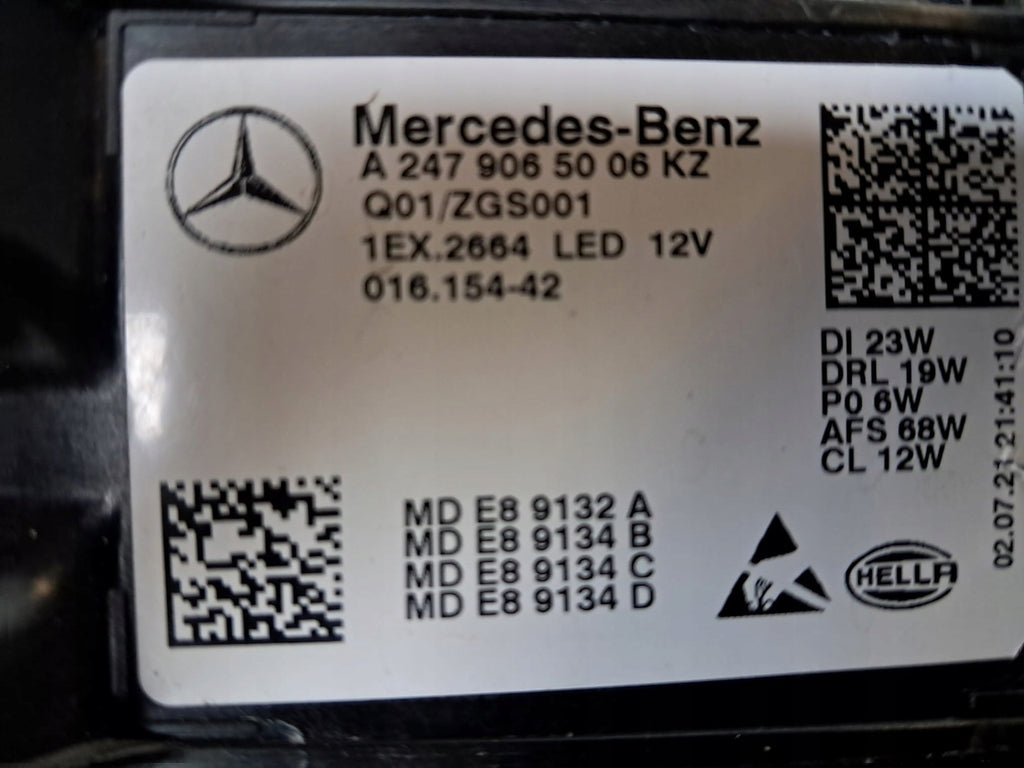 Mercedes-Benz
A 247 906 50 06 KZ
Q01/ZGS001
1EX.2664 LED 12V
016.154-42
DI 23W
DRL 19W
P0 6W
AFS 68W
CL 12W
02.07.21 21:41:10
MD E8 9132 A
MD E8 9134 B
MD E8 9134 C
MD E8 9134 D
HELLA